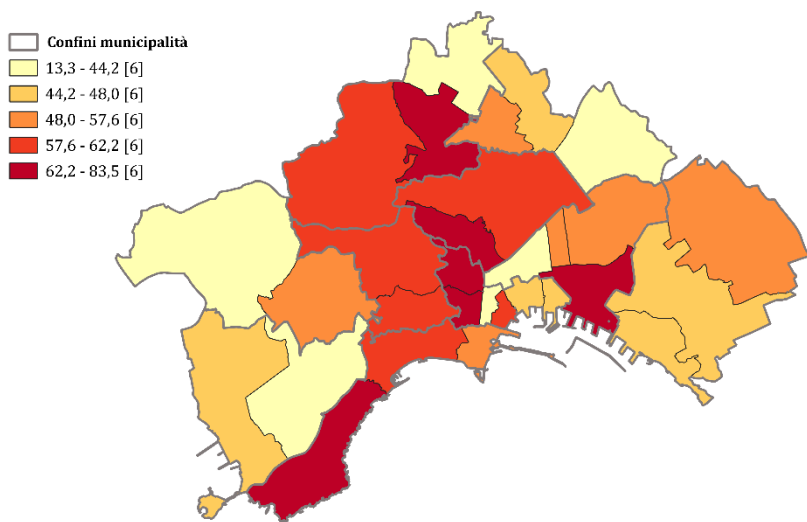 Confini municipalità
13,3 - 44,2 [6]
44,2 - 48,0 [6]
48,0 - 57,6 [6]
57,6 - 62,2 [6]
62,2 - 83,5 [6]